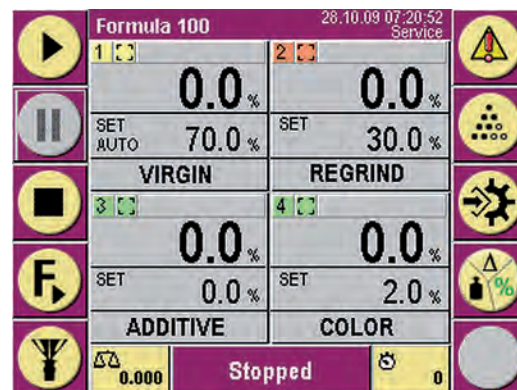 Formula 100
28.10.09 07:20:52
Service
1
0.0 %
SET
AUTO
70.0 %
VIRGIN
2
0.0 %
SET
30.0 %
REGRIND
3
0.0 %
SET
0.0 %
ADDITIVE
4
0.0 %
SET
2.0 %
COLOR
F
Δ
%
0.000
Stopped
0